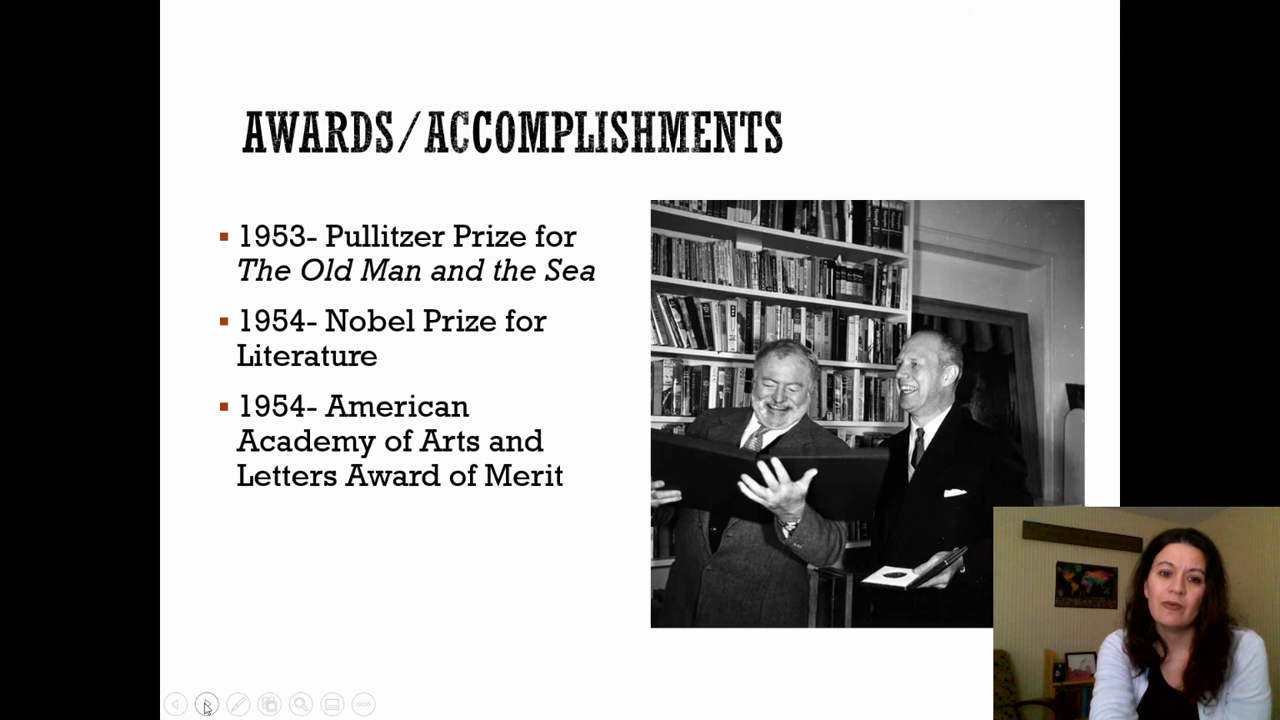 AWARDS/ACCOMPLISHMENTS
1953- Pullitzer Prize for
The Old Man and the Sea
1954- Nobel Prize for
Literature
1954- American
Academy of Arts and
Letters Award of Merit